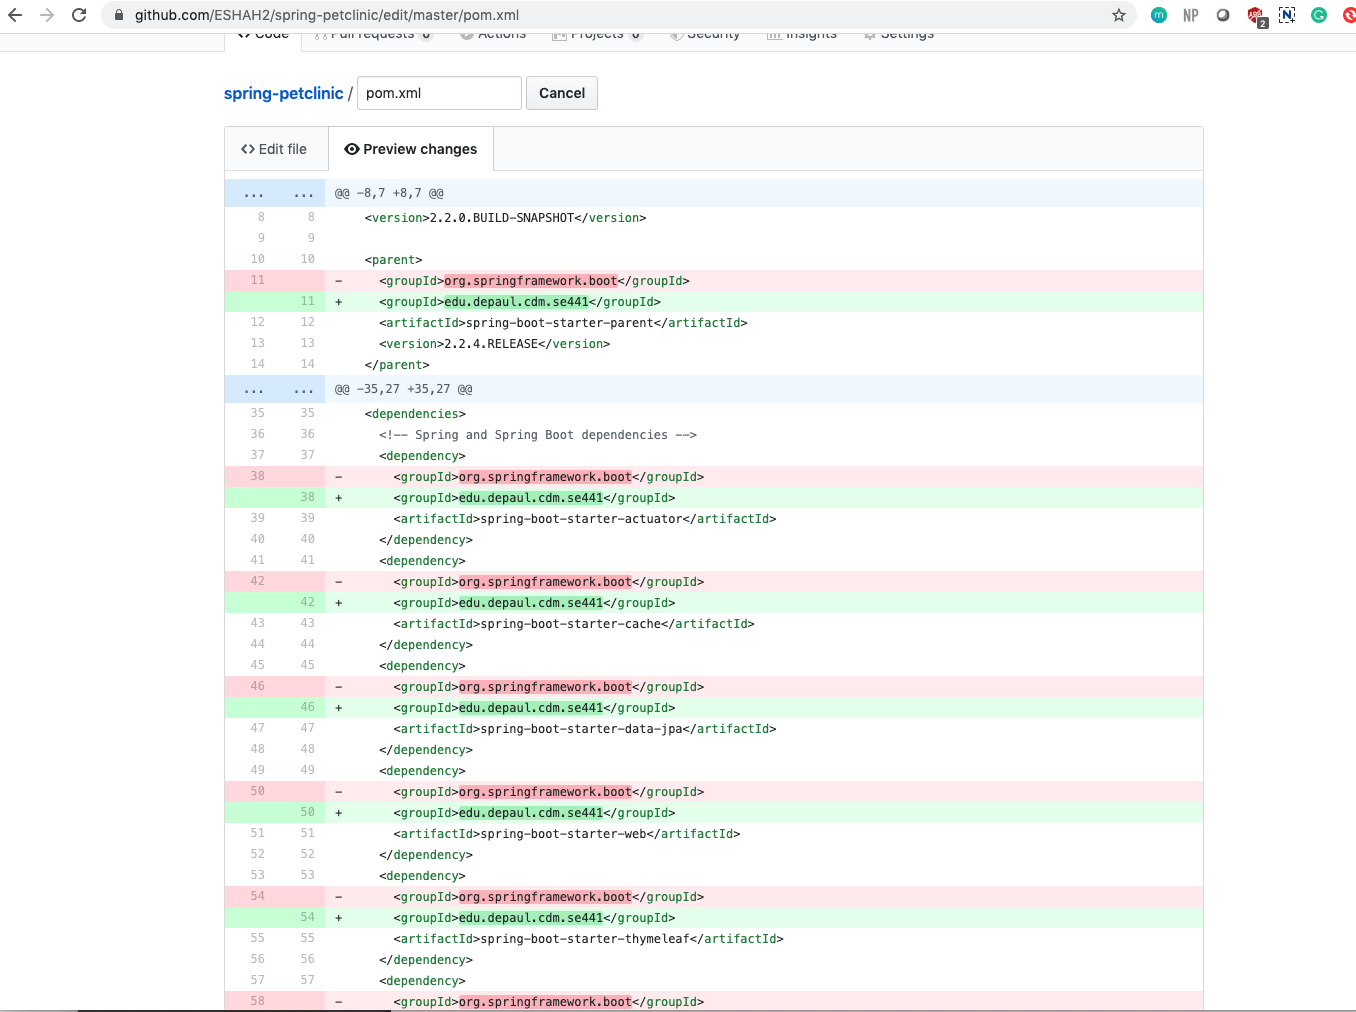 github.com/ESHAH2/spring-petclinic/edit/master/pom.xml
NP
2
N
G
Code Pull requests 0 Actions Projects 0 Security Insights Settings
spring-petclinic / pom.xml Cancel
Edit file Preview changes
... ... @@ -8,7 +8,7 @@
8 8 <version>2.2.0.BUILD-SNAPSHOT</version>
9 9
10 10 <parent>
11 - <groupId>org.springframework.boot</groupId>
11 + <groupId>edu.depaul.cdm.se441</groupId>
12 12 <artifactId>spring-boot-starter-parent</artifactId>
13 13 <version>2.2.4.RELEASE</version>
14 14 </parent>
... ... @@ -35,27 +35,27 @@
35 35 <dependencies>
36 36 <!-- Spring and Spring Boot dependencies -->
37 37 <dependency>
38 - <groupId>org.springframework.boot</groupId>
38 + <groupId>edu.depaul.cdm.se441</groupId>
39 39 <artifactId>spring-boot-starter-actuator</artifactId>
40 40 </dependency>
41 41 <dependency>
42 - <groupId>org.springframework.boot</groupId>
42 + <groupId>edu.depaul.cdm.se441</groupId>
43 43 <artifactId>spring-boot-starter-cache</artifactId>
44 44 </dependency>
45 45 <dependency>
46 - <groupId>org.springframework.boot</groupId>
46 + <groupId>edu.depaul.cdm.se441</groupId>
47 47 <artifactId>spring-boot-starter-data-jpa</artifactId>
48 48 </dependency>
49 49 <dependency>
50 - <groupId>org.springframework.boot</groupId>
50 + <groupId>edu.depaul.cdm.se441</groupId>
51 51 <artifactId>spring-boot-starter-web</artifactId>
52 52 </dependency>
53 53 <dependency>
54 - <groupId>org.springframework.boot</groupId>
54 + <groupId>edu.depaul.cdm.se441</groupId>
55 55 <artifactId>spring-boot-starter-thymeleaf</artifactId>
56 56 </dependency>
57 57 <dependency>
58 - <groupId>org.springframework.boot</groupId>